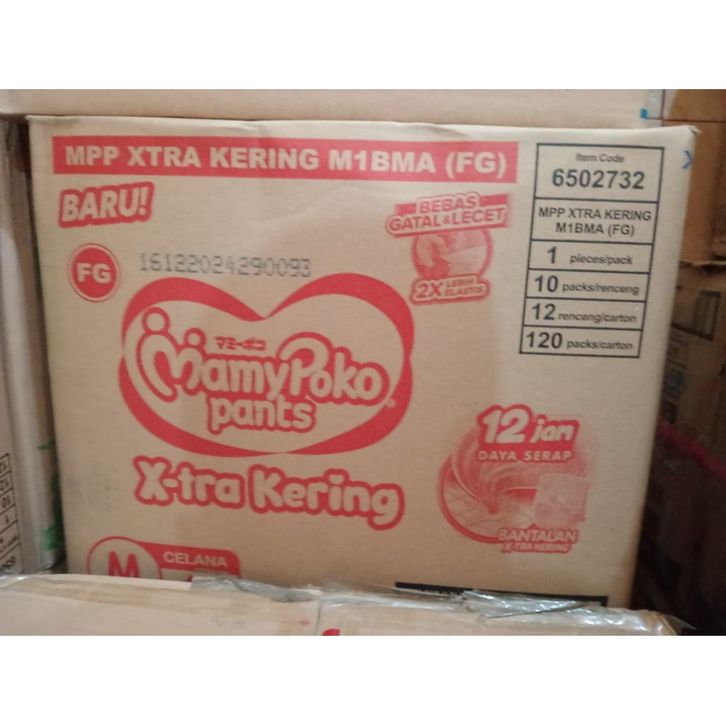 MPP XTRA KERING M1BMA (FG)
BARU!
FG
16122024290093
BEBAS
GATAL & LECET
2X LEBIH
ELASTIS
Item Code
6502732
MPP XTRA KERING
M1BMA (FG)
1 pieces/pack
10 packs/renceng
12 renceng/carton
120 packs/carton
マミーポコ
MamyPoko®
pants
X-tra Kering
12 jam
DAYA SERAP
BANTALAN
X-TRA KERING
M
CELANA